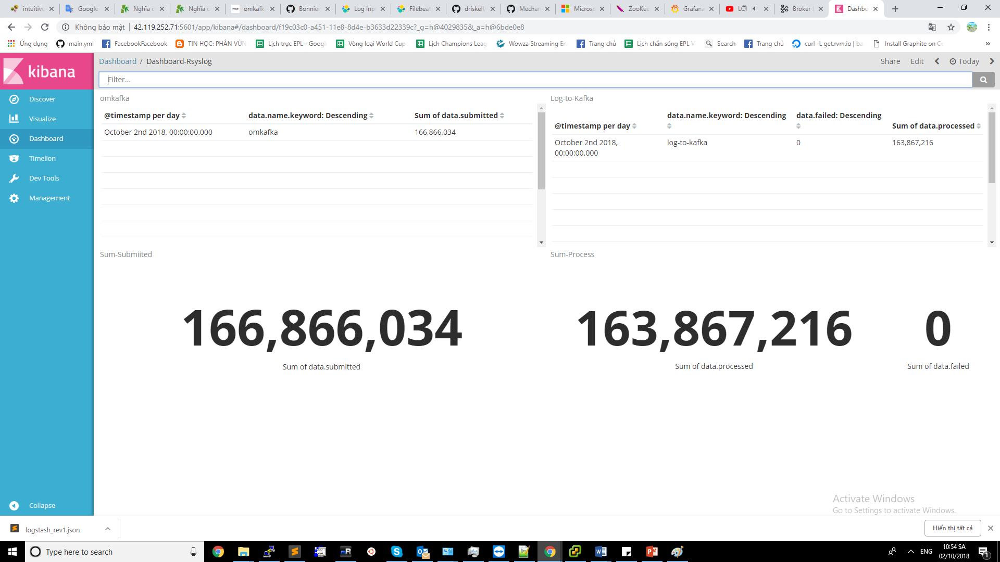 intuitive
Google
Nghĩa c
Nghĩa c
omkafka
Bonnier
Log inp
Filebeat
driskell/
Mechan
Microso
ZooKee
Grafana
LỜI
Broker
Dashbo
Không bảo mật
42.119.252.71:5601/app/kibana#/dashboard/f19c03c0-a451-11e8-8d4e-b3633d22339c?_g=h@4029835&_a=h@6bde0e8
Ứng dụng
main.yml
FacebookFacebook
TIN HỌC: PHÂN VÙN
Lịch trực EPL - Googl
Vòng loại World Cup
Lịch Champions Leag
Wowza Streaming En
Trang chủ
Lịch chắn sóng EPL V
Search
Trang chủ
curl -L get.rvm.io | ba
Install Graphite on Ce
»
kibana
Dashboard / Dashboard-Rsyslog
Share Edit Today
Filter...
Discover
Visualize
Dashboard
Timelion
Dev Tools
Management
Collapse
omkafka
@timestamp per day data.name.keyword: Descending Sum of data.submitted
October 2nd 2018, 00:00:00.000 omkafka 166,866,034
Log-to-Kafka
@timestamp per day data.name.keyword: Descending data.failed: Descending Sum of data.processed
October 2nd 2018, log-to-kafka 0 163,867,216
00:00:00.000
Sum-Submiited
166,866,034
Sum of data.submitted
Sum-Process
163,867,216 0
Sum of data.processed Sum of data.failed
Activate Windows
Go to Settings to activate Windows.
logstash_rev1.json
Hiển thị tất cả
Type here to search
ENG
10:54 SA
02/10/2018
1